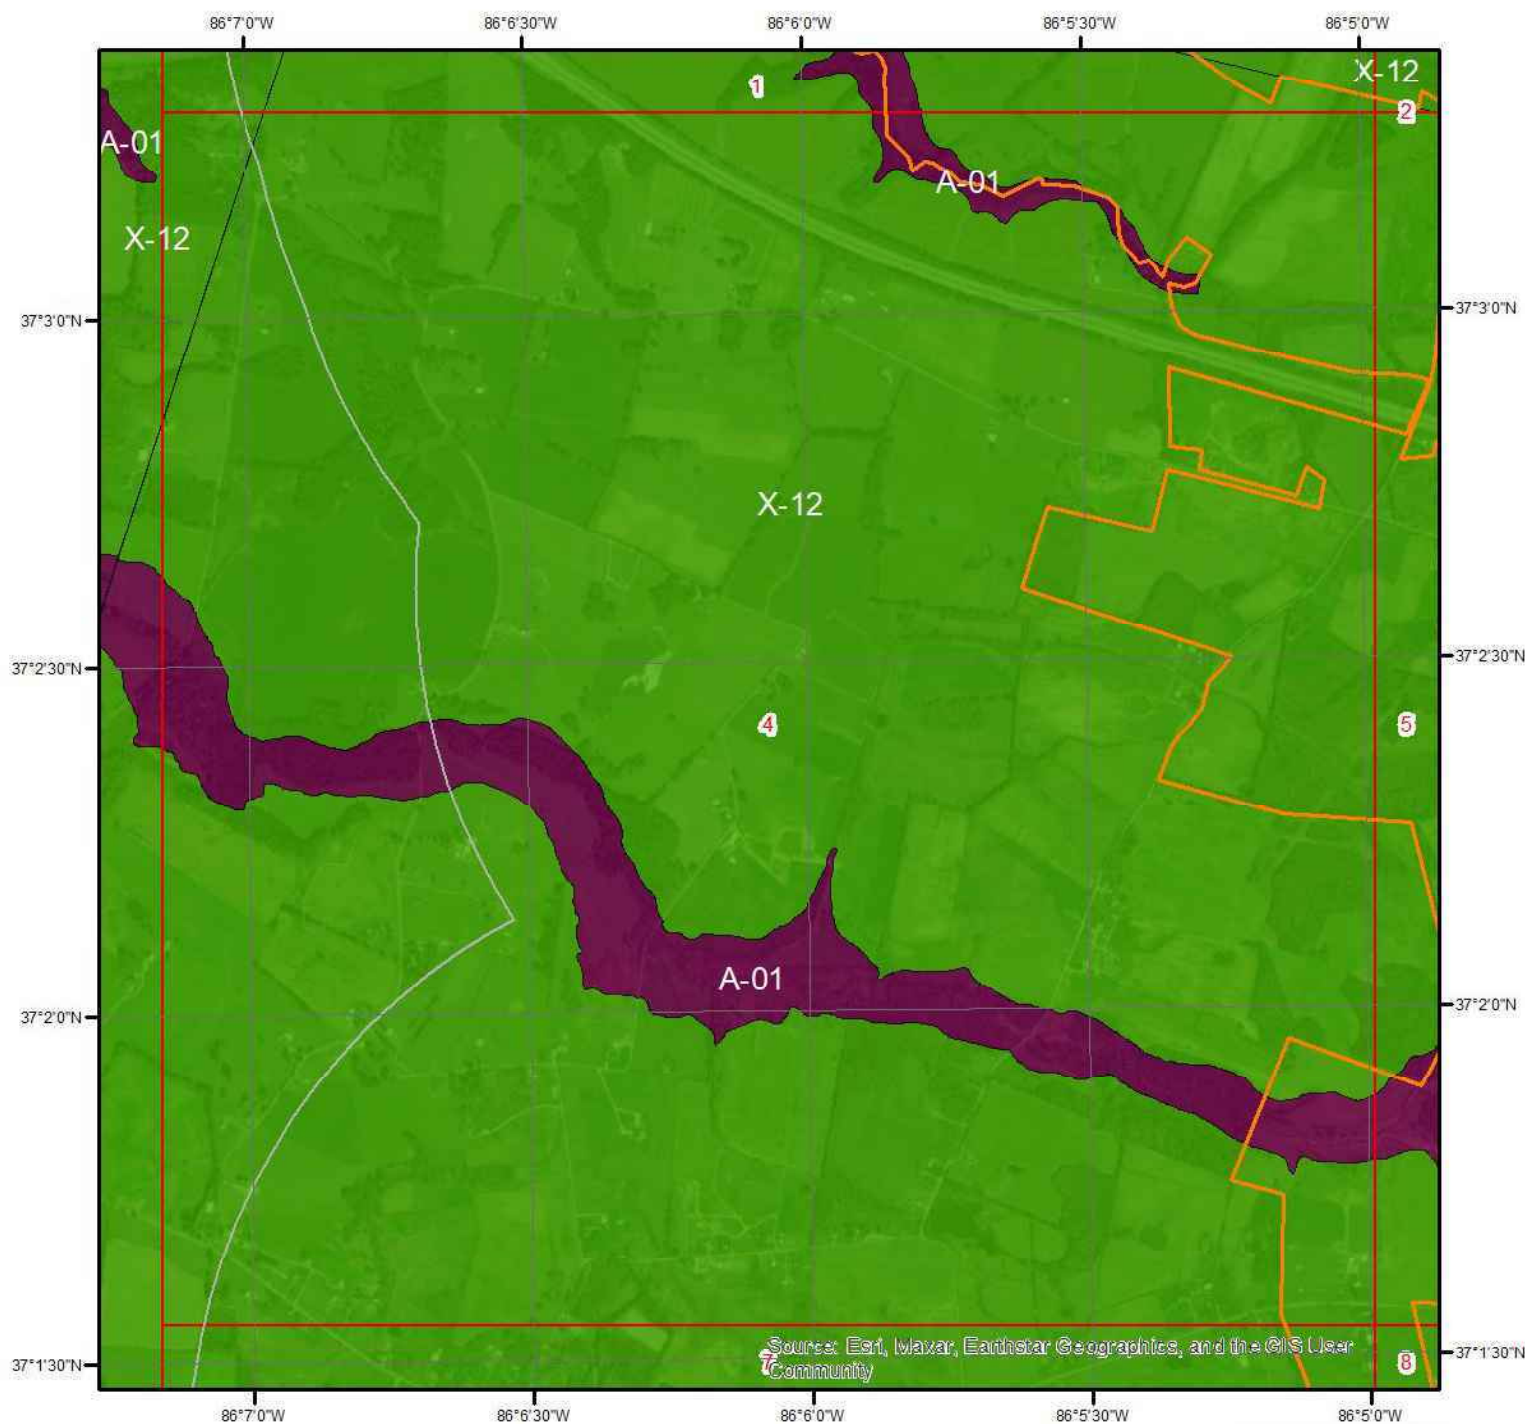 86°7'0"W 86°6'30"W 86°6'0"W 86°5'30"W 86°5'0"W
X-12
1
2
A-01
A-01
X-12
37°3'0"N 37°3'0"N
X-12
37°2'30"N 37°2'30"N
4 5
A-01
37°2'0"N 37°2'0"N
Source: Esri, Maxar, Earthstar Geographics, and the GIS User
7 8
Community
37°1'30"N 37°1'30"N
86°7'0"W 86°6'30"W 86°6'0"W 86°5'30"W 86°5'0"W